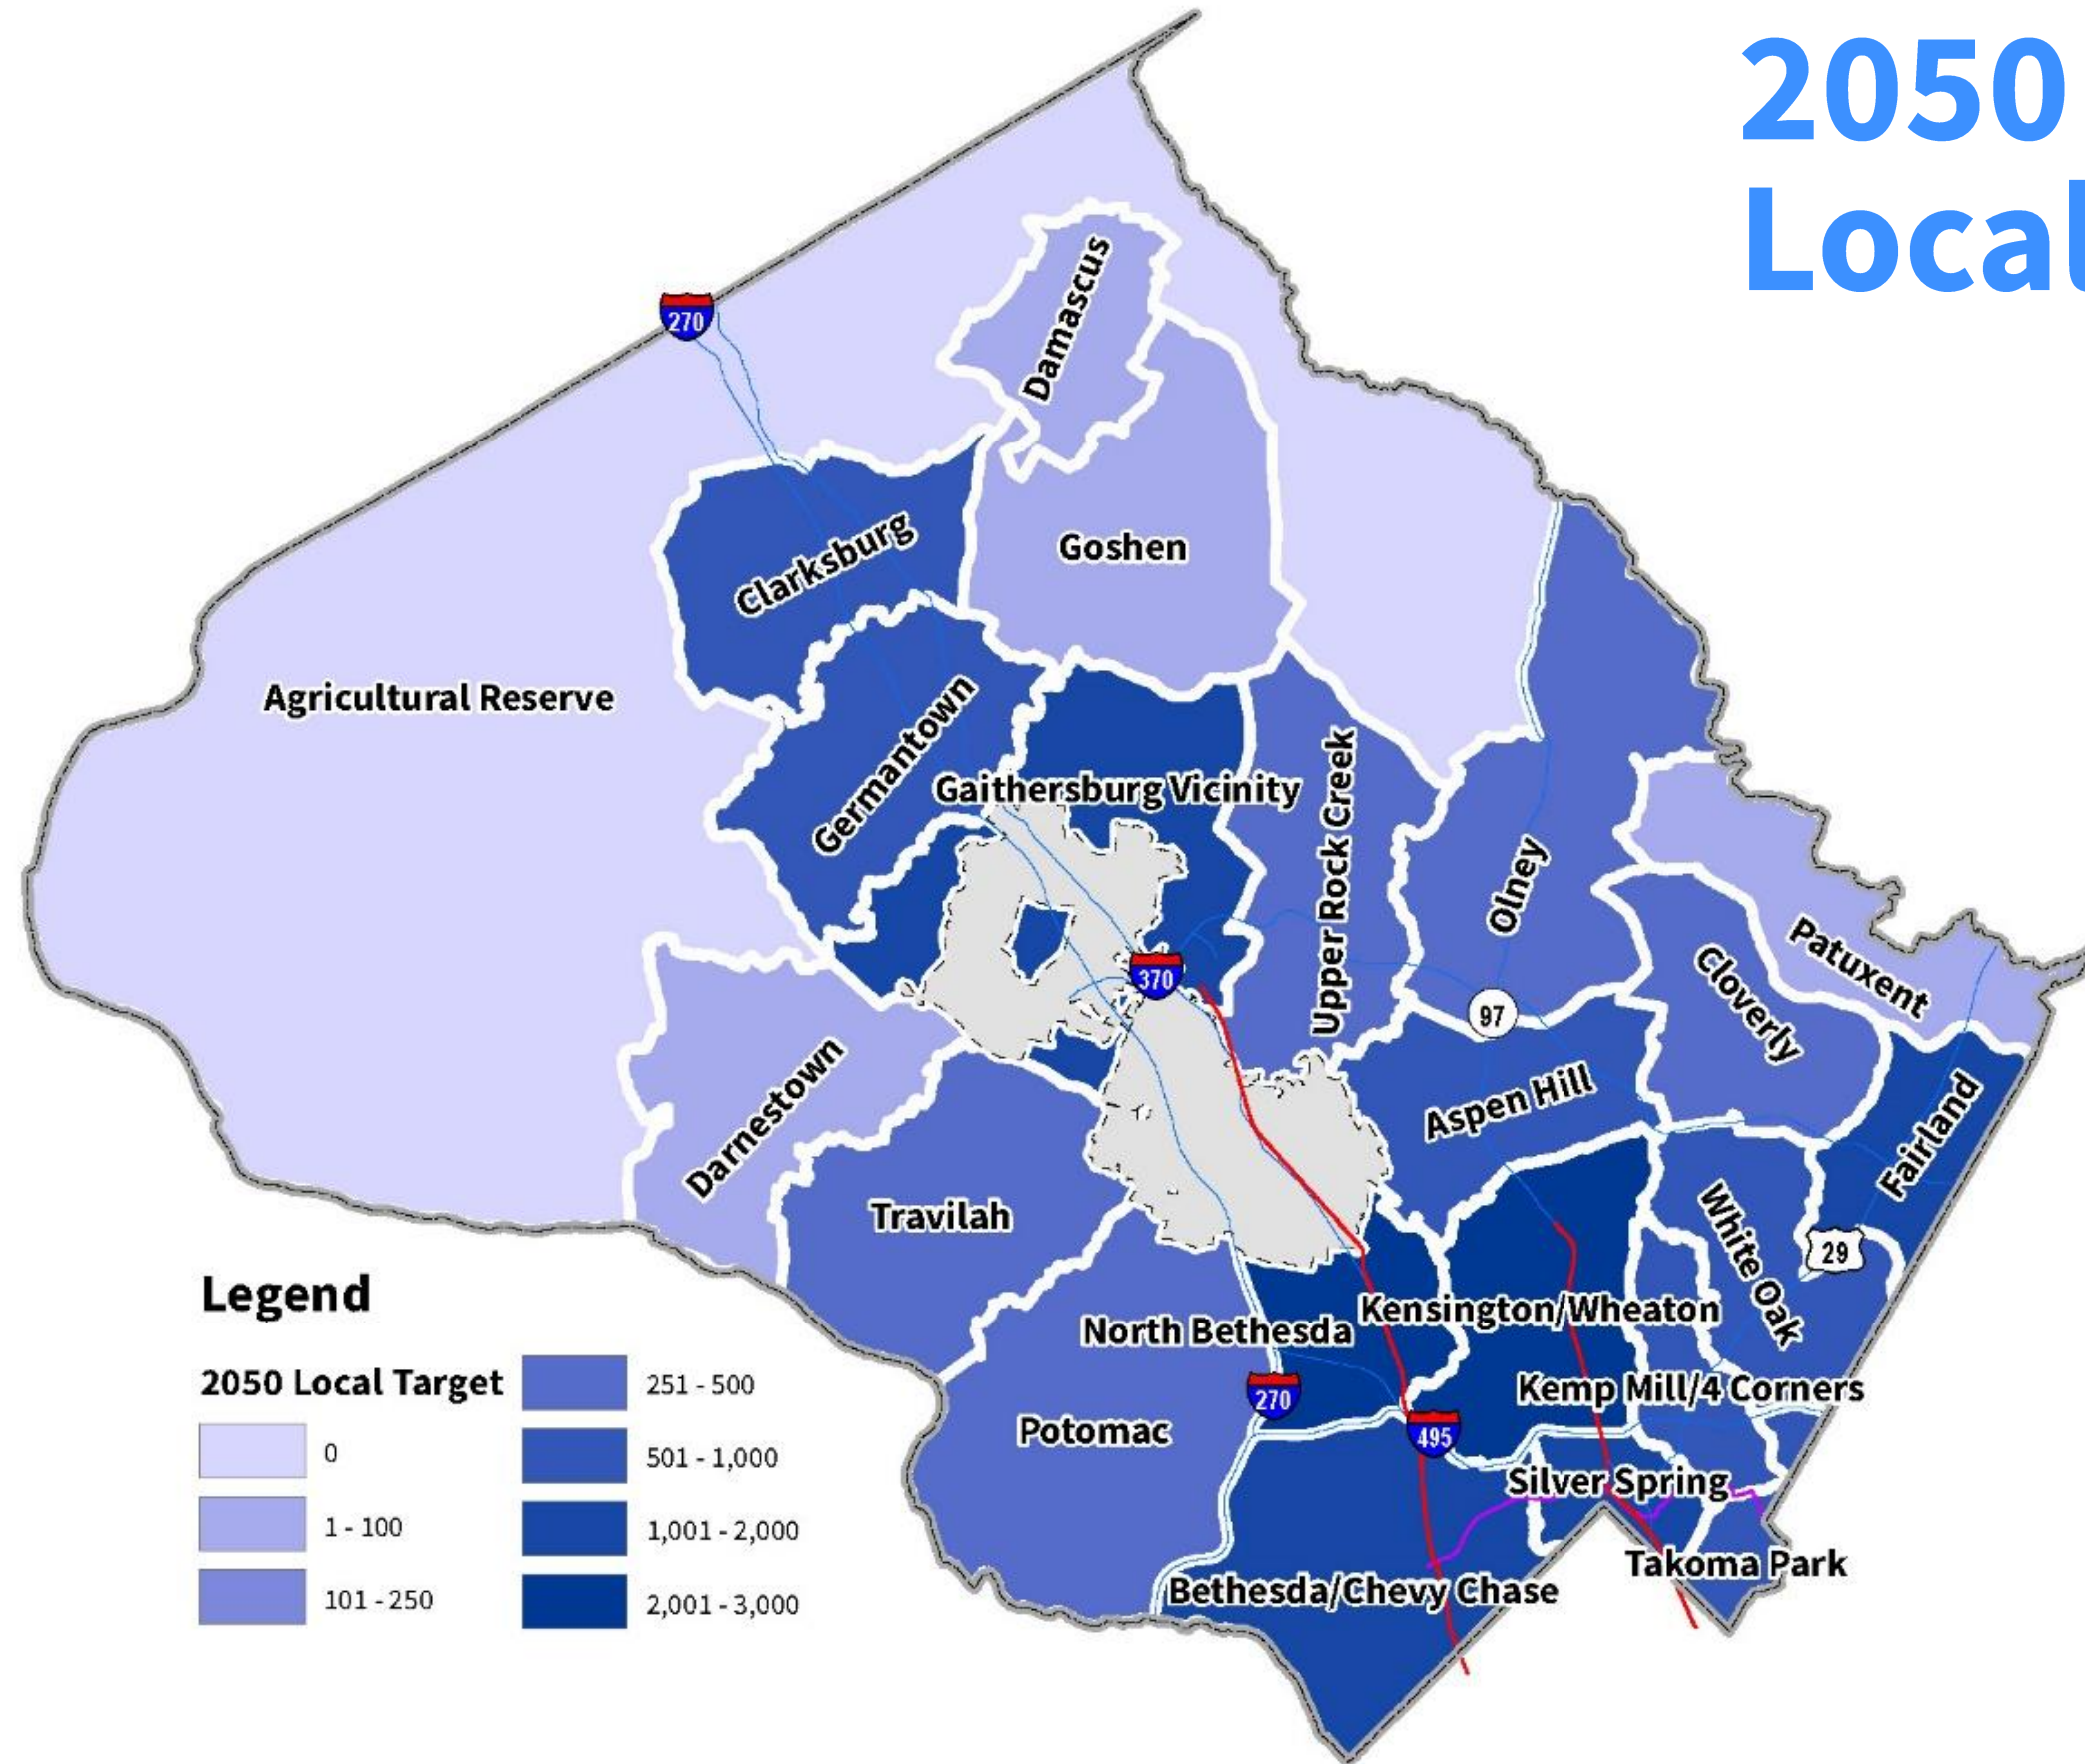 2050
Local
270
Damascus
Clarksburg
Goshen
Agricultural Reserve
Germantown
Gaithersburg Vicinity
Upper Rock Creek
Olney
Patuxent
Cloverly
370
97
Darnestown
Aspen Hill
Fairland
Travilah
White Oak
29
North Bethesda
Kensington/Wheaton
270
Kemp Mill/4 Corners
Potomac
495
Silver Spring
Takoma Park
Bethesda/Chevy Chase
Legend
2050 Local Target
0
1 - 100
101 - 250
251 - 500
501 - 1,000
1,001 - 2,000
2,001 - 3,000